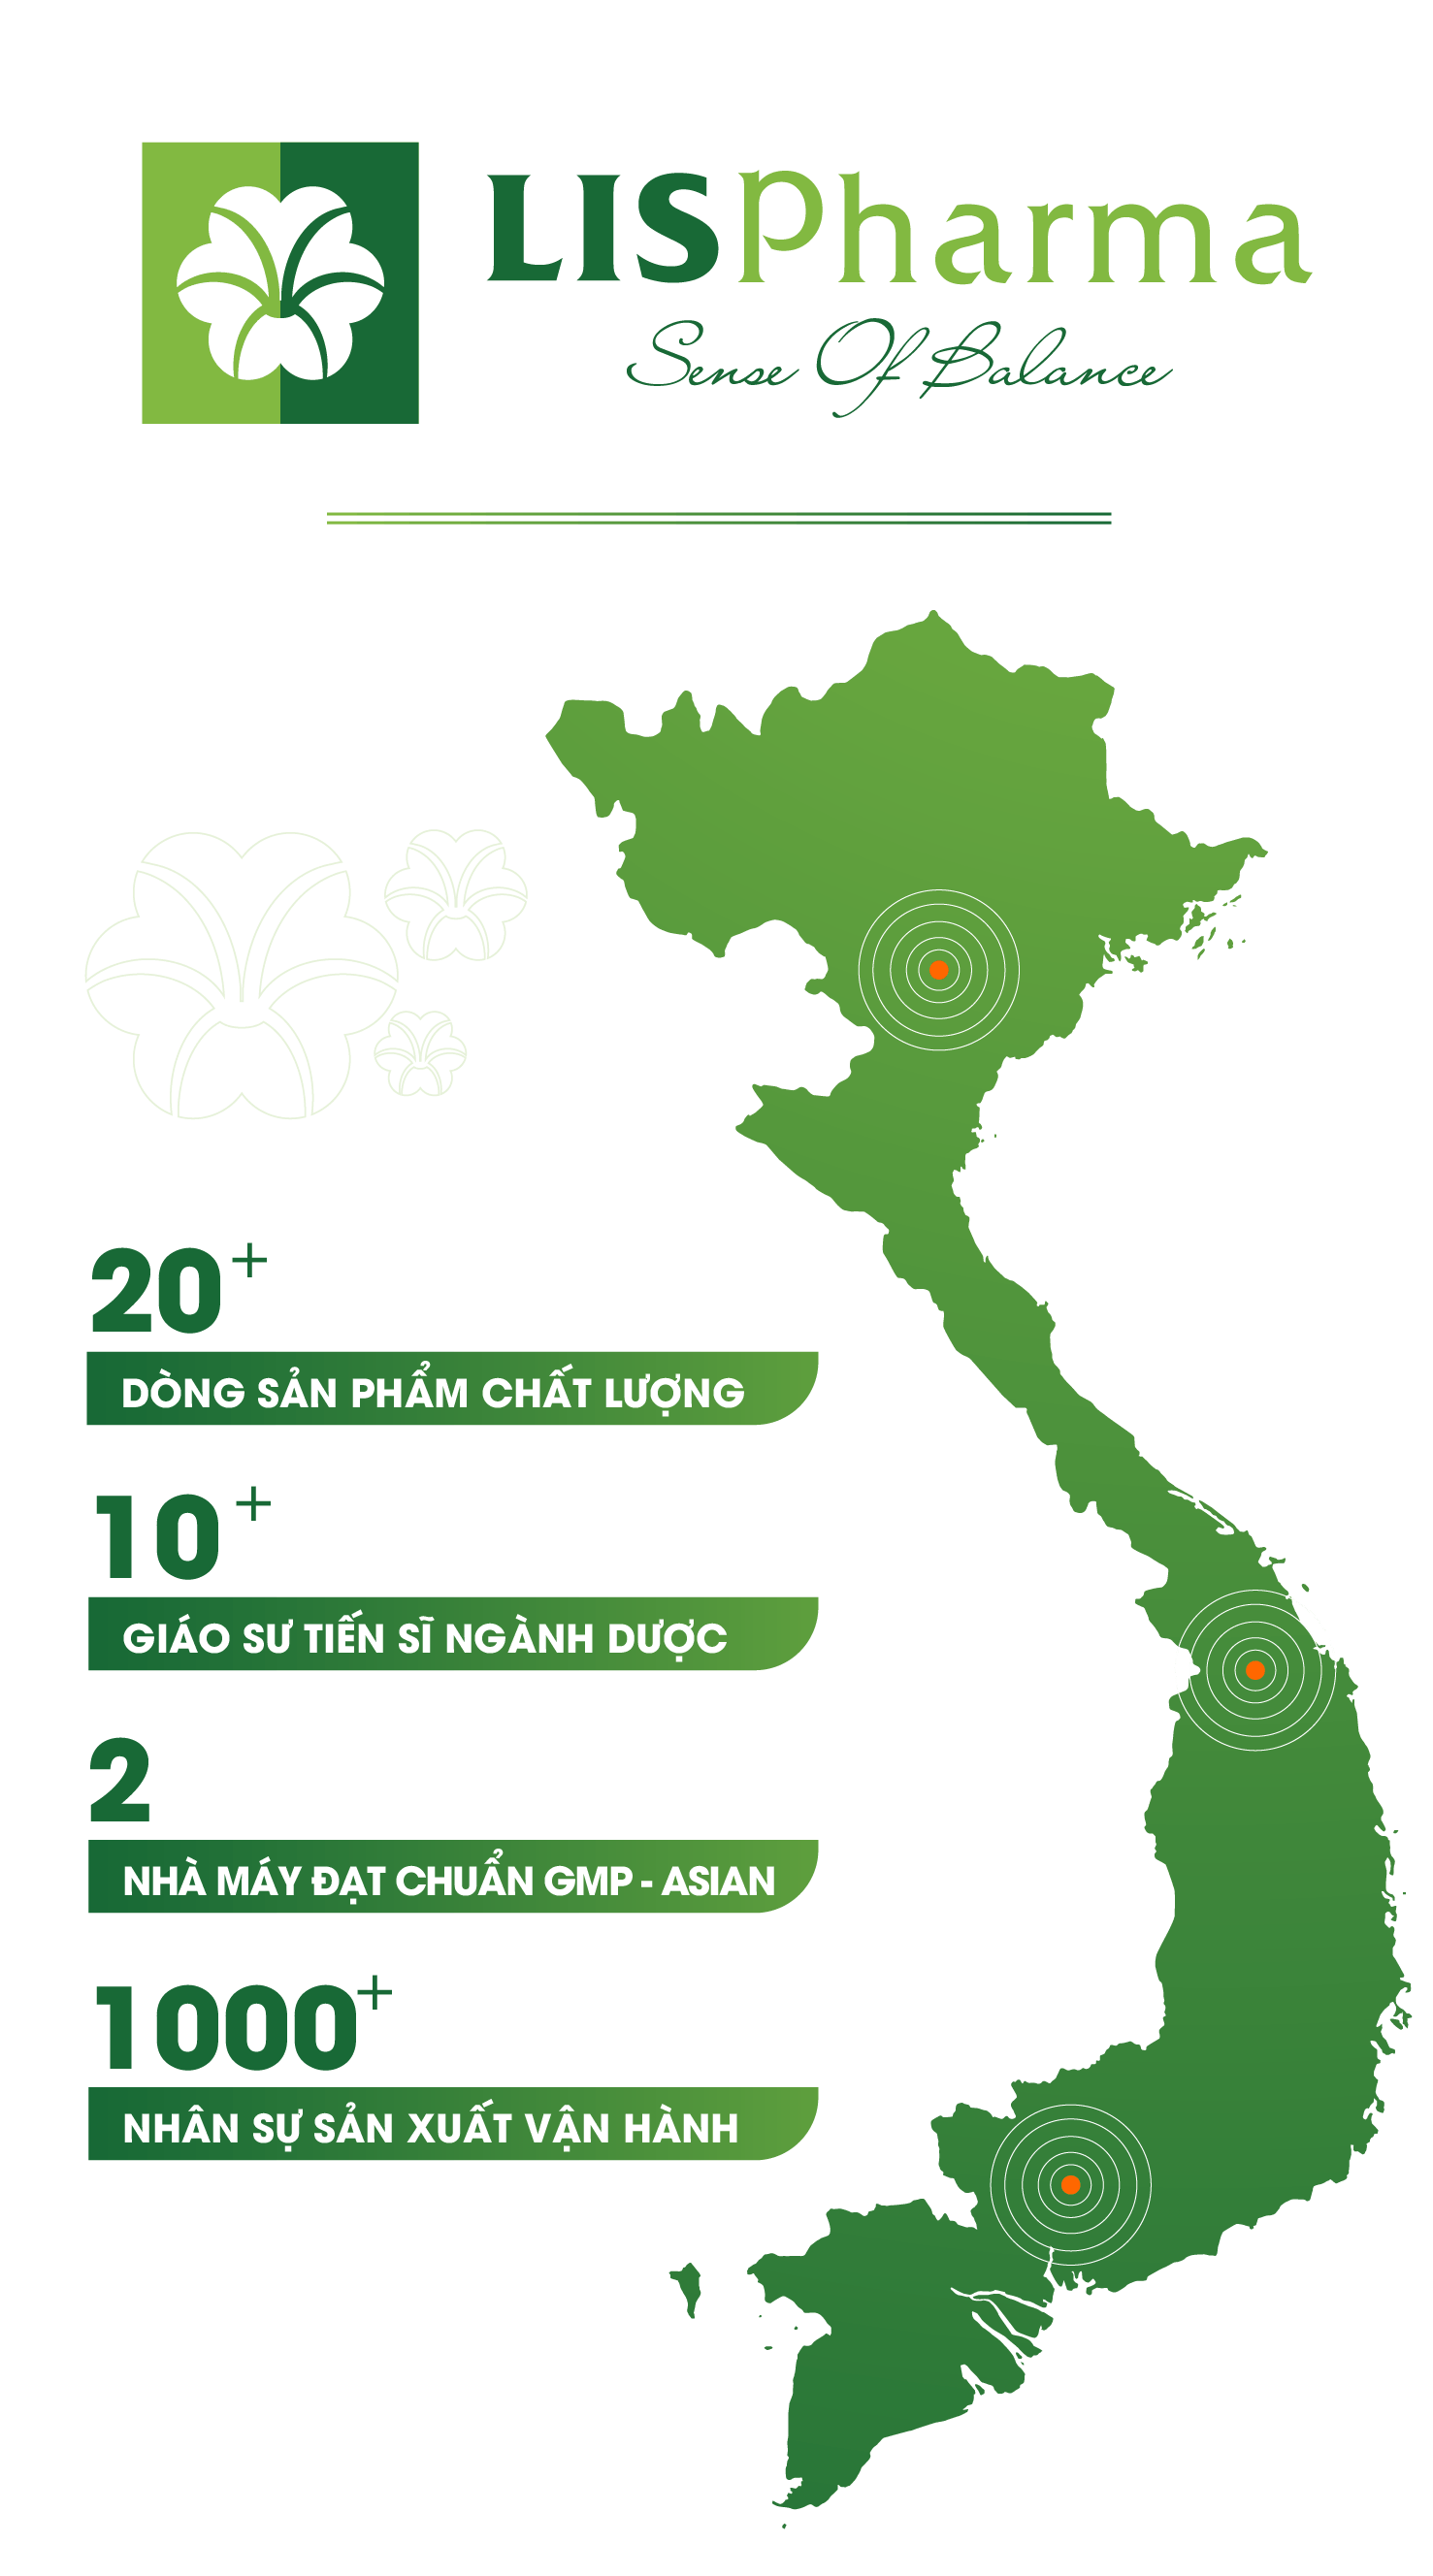 LISPharma
Sense Of Balance
20+
DÒNG SẢN PHẨM CHẤT LƯỢNG
10+
GIÁO SƯ TIẾN SĨ NGÀNH DƯỢC
2
NHÀ MÁY ĐẠT CHUẨN GMP - ASIAN
1000+
NHÂN SỰ SẢN XUẤT VẬN HÀNH